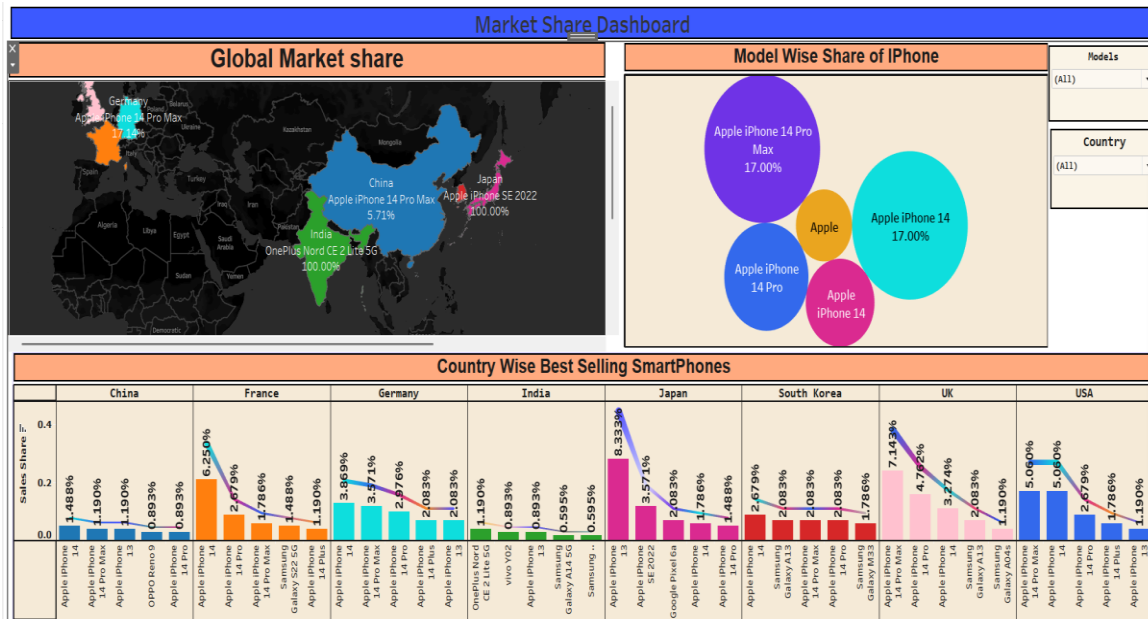 Market Share Dashboard
Global Market share
Model Wise Share of IPhone
Models
(All)
Country
(All)
Germany
Apple iPhone 14 Pro Max
17.14%
Poland
Belarus
Ukraine
Italy
Spain
Turkey
Kazakhstan
Mongolia
Algeria
Libya
Egypt
Iraq
Iran
Saudi
Arabia
Pakistan
Sudan
Yemen
Democratic
China
Apple iPhone 14 Pro Max
5.71%
Japan
Apple iPhone SE 2022
100.00%
India
OnePlus Nord CE 2 Lite 5G
100.00%
Apple iPhone 14 Pro
Max
17.00%
Apple
Apple iPhone 14
17.00%
Apple iPhone
14 Pro
Apple
iPhone 14
Country Wise Best Selling SmartPhones
China
France
Germany
India
Japan
South Korea
UK
USA
Sales Share
0.4
0.2
0.0
1.488%
1.190%
1.190%
0.893%
0.893%
6.250%
2.679%
1.786%
1.488%
1.190%
3.869%
3.571%
2.976%
2.083%
2.083%
1.190%
0.893%
0.893%
0.595%
0.595%
8.333%
3.571%
2.083%
1.786%
1.488%
2.679%
2.083%
2.083%
2.083%
1.786%
7.143%
4.762%
3.274%
2.083%
1.190%
5.060%
5.060%
2.679%
1.786%
1.190%
Apple iPhone
14
Apple iPhone
14 Pro Max
Apple iPhone
13
OPPO Reno 9
Apple iPhone
14 Pro
Apple iPhone
14
Apple iPhone
14 Pro
Apple iPhone
14 Pro Max
Samsung
Galaxy S22 5G
Apple iPhone
14 Plus
Apple iPhone
14
Apple iPhone
14 Pro Max
Apple iPhone
14 Pro
Apple iPhone
14 Plus
Apple iPhone
13
OnePlus Nord
CE 2 Lite 5G
vivo Y02
Apple iPhone
13
Samsung
Galaxy A14 5G
Samsung ..
Apple iPhone
13
Apple iPhone
SE 2022
Google Pixel 6a
Apple iPhone
14
Apple iPhone
14 Pro
Apple iPhone
14
Samsung
Galaxy A13
Apple iPhone
14 Pro Max
Apple iPhone
14 Pro
Samsung
Galaxy M33
Apple iPhone
14 Pro Max
Apple iPhone
14 Pro
Apple iPhone
14
Samsung
Galaxy A13
Samsung
Galaxy A04s
Apple iPhone
14 Pro Max
Apple iPhone
14
Apple iPhone
14 Pro
Apple iPhone
14 Plus
Apple iPhone
13